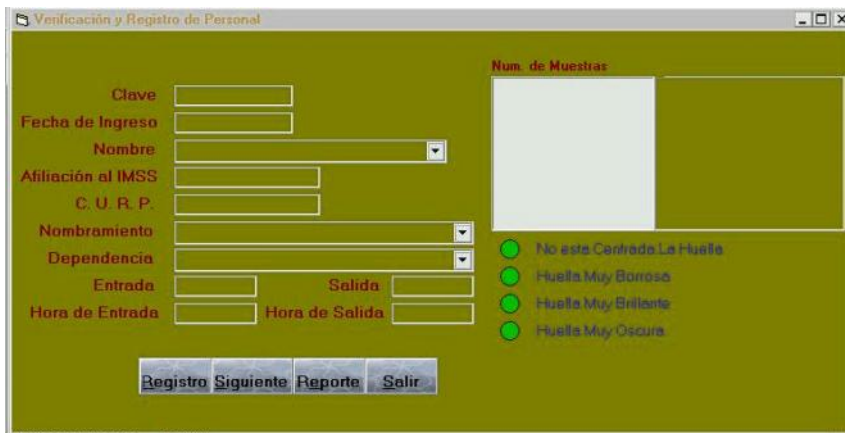 Verificación y Registro de Personal
Num. de Muestras
Clave
Fecha de Ingreso
Nombre
Afiliación al IMSS
C. U. R. P.
Nombramiento
Dependencia
Entrada Salida
Hora de Entrada Hora de Salida
No esta Centrada La Huella
Huella Muy Borrosa
Huella Muy Brillante
Huella Muy Oscura
Registro Siguiente Reporte Salir